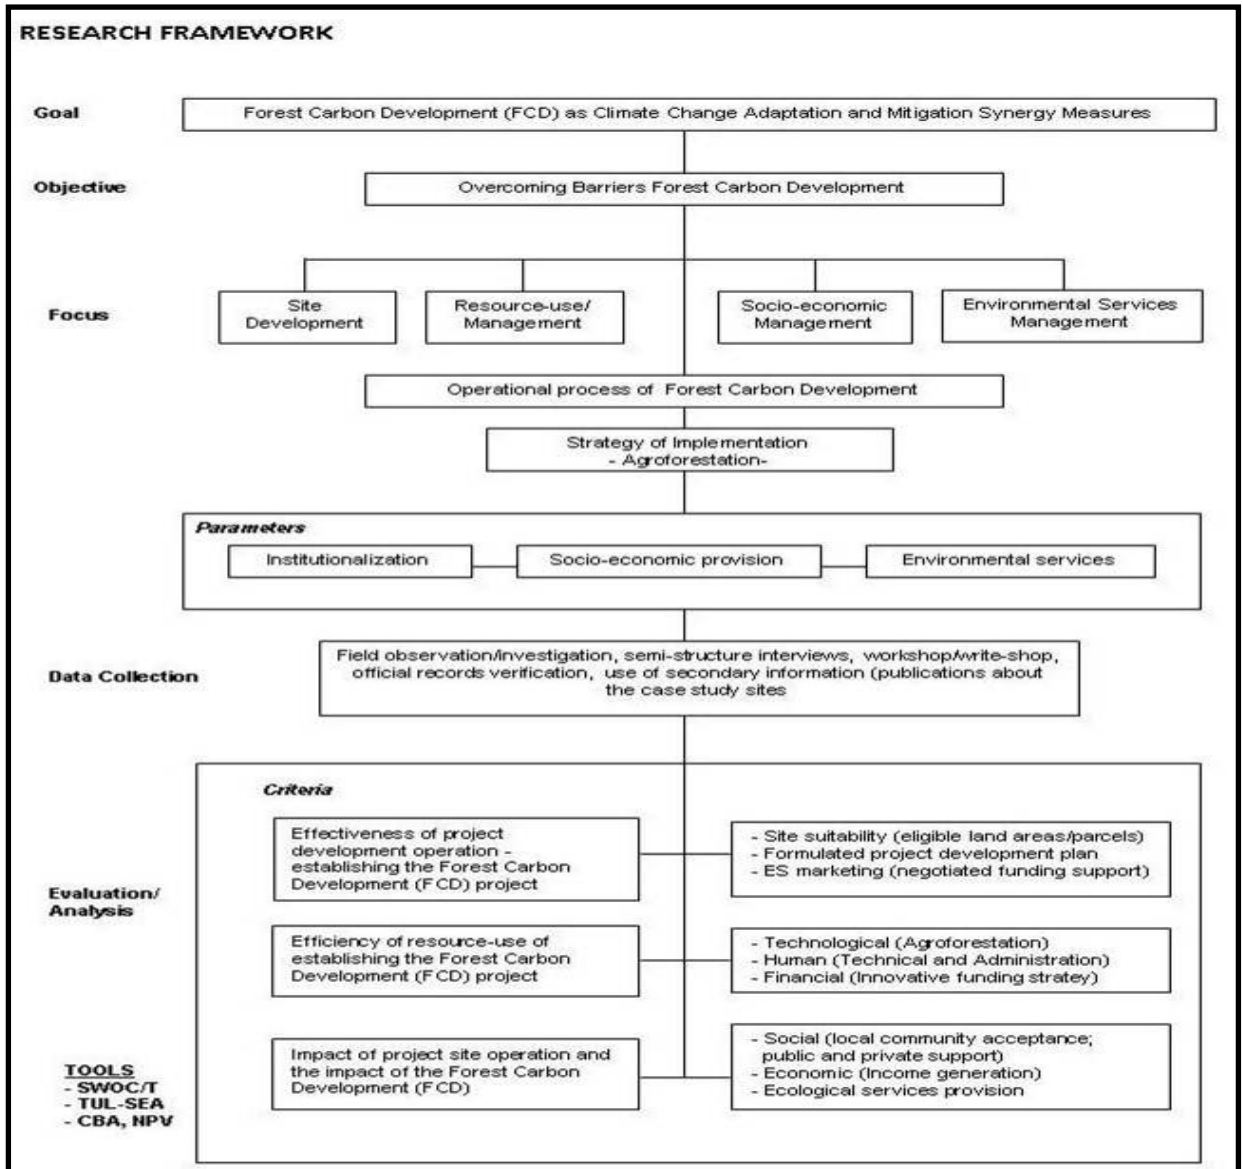 RESEARCH FRAMEWORK
Goal
Forest Carbon Development (FCD) as Climate Change Adaptation and Mitigation Synergy Measures
Objective
Overcoming Barriers Forest Carbon Development
Focus
Site
Development
Resource-use/
Management
Socio-economic
Management
Environmental Services
Management
Operational process of Forest Carbon Development
Strategy of Implementation
- Agroforestation-
Parameters
Institutionalization
Socio-economic provision
Environmental services
Data Collection
Field observation/investigation, semi-structure interviews, workshop/write-shop,
official records verification, use of secondary information (publications about
the case study sites
Evaluation/
Analysis
Criteria
Effectiveness of project
development operation -
establishing the Forest Carbon
Development (FCD) project
- Site suitability (eligible land areas/parcels)
- Formulated project development plan
- ES marketing (negotiated funding support)
Efficiency of resource-use of
establishing the Forest Carbon
Development (FCD) project
- Technological (Agroforestation)
- Human (Technical and Administration)
- Financial (Innovative funding stratey)
Impact of project site operation and
the impact of the Forest Carbon
Development (FCD)
- Social (local community acceptance;
public and private support)
- Economic (Income generation)
- Ecological services provision
TOOLS
- SWOC/T
- TUL-SEA
- CBA, NPV